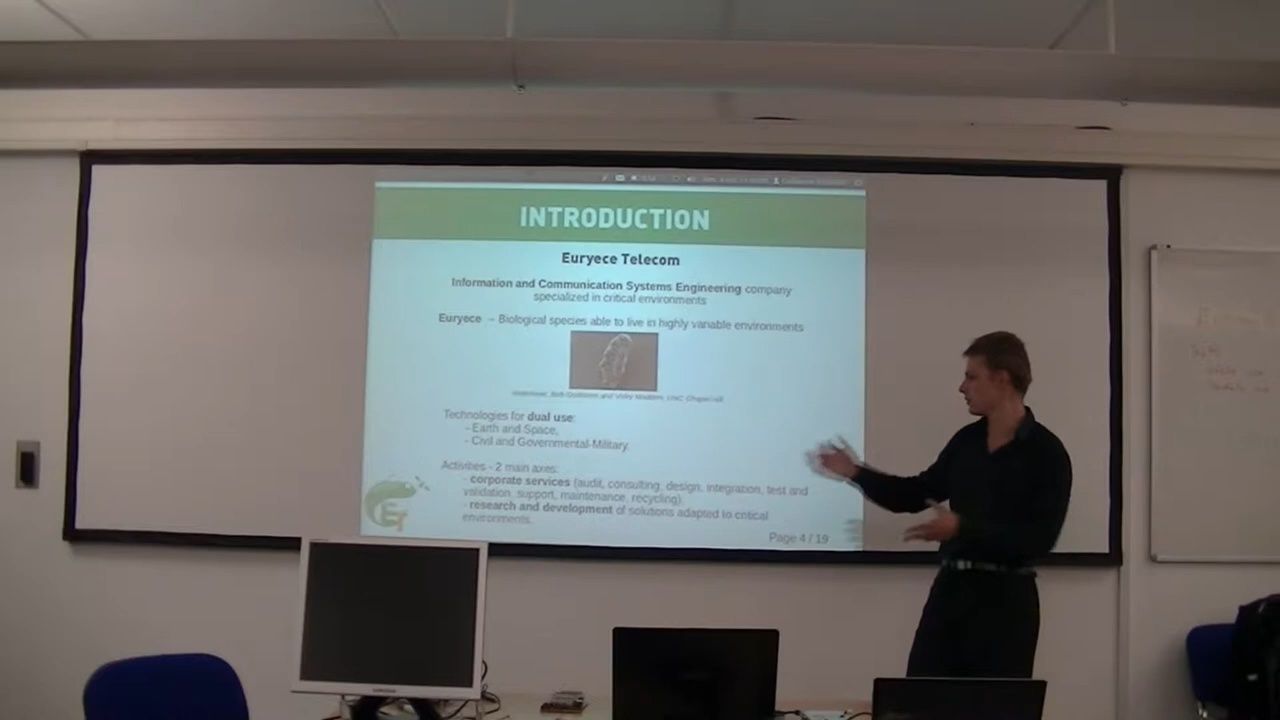 INTRODUCTION
Euryece Telecom
Information and Communication Systems Engineering company
specialized in critical environments
Euryece – Biological species able to live in highly variable environments
Technologies for dual use:
- Earth and Space,
- Civil and Governmental-Military.
Activities - 2 main axes:
- corporate services (audit, consulting, design, integration, test and
validation, support, maintenance, recycling),
- research and development of solutions adapted to critical
environments.
ET
Page 4 / 19
SAMSUNG